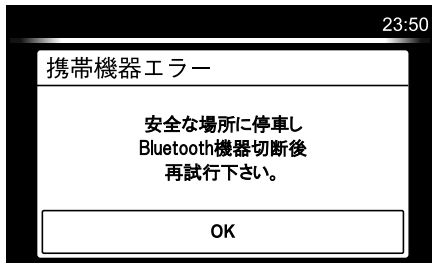 23:50
携帯機器エラー
安全な場所に停車し
Bluetooth機器切断後
再試行下さい。
OK